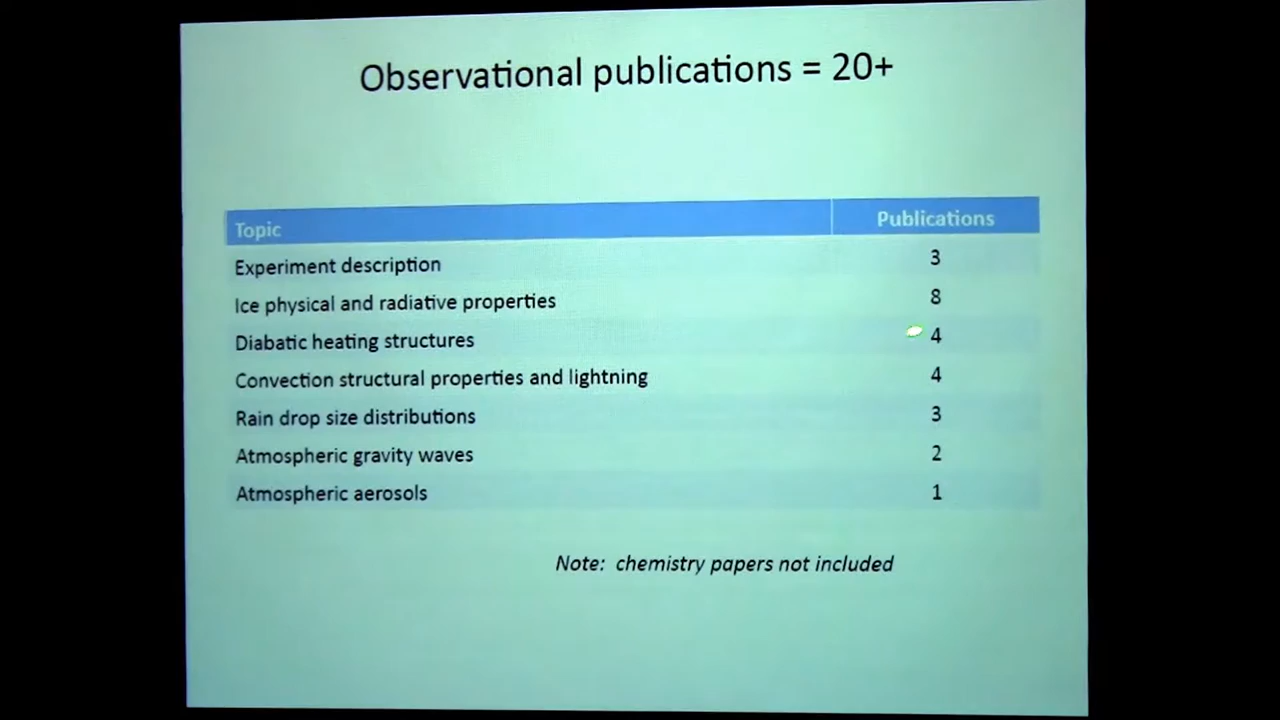 Observational publications = 20+
Topic Publications
Experiment description 3
Ice physical and radiative properties 8
Diabatic heating structures 4
Convection structural properties and lightning 4
Rain drop size distributions 3
Atmospheric gravity waves 2
Atmospheric aerosols 1
Note: chemistry papers not included